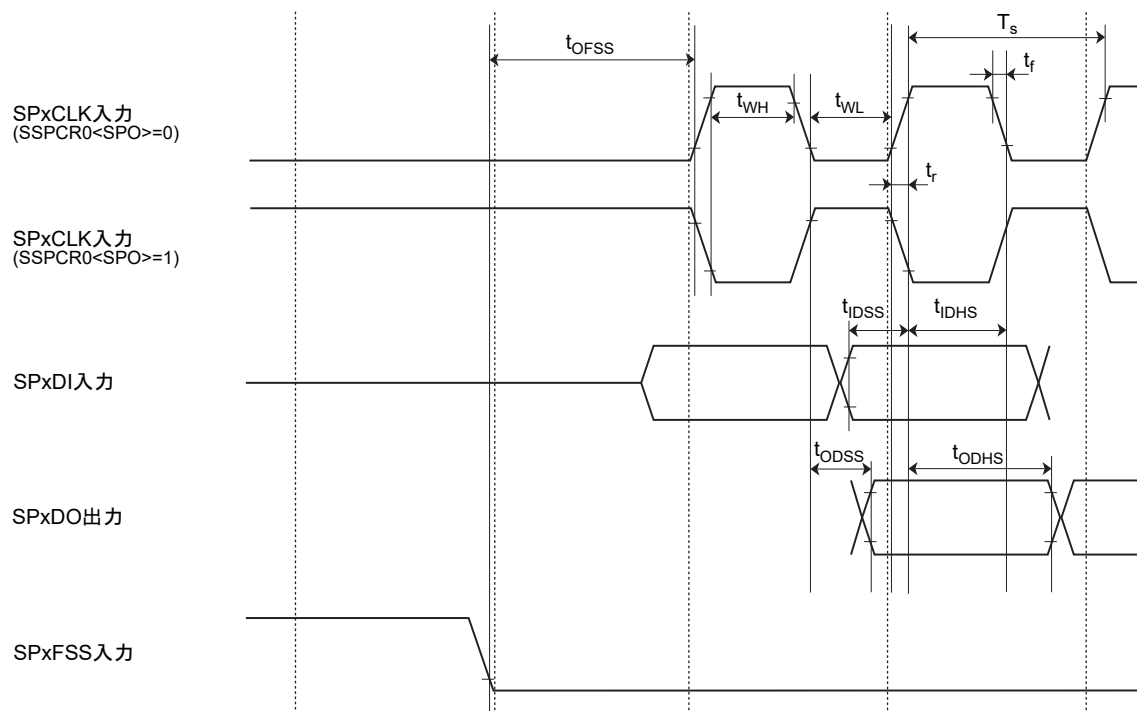 tOFSS
Ts
tf
SPxCLK入力
(SSPCR0<SPO>=0)
tWH
tWL
tr
SPxCLK入力
(SSPCR0<SPO>=1)
tIDSS
tIDHS
SPxDI入力
tODSS
tODHS
SPxDO出力
SPxFSS入力